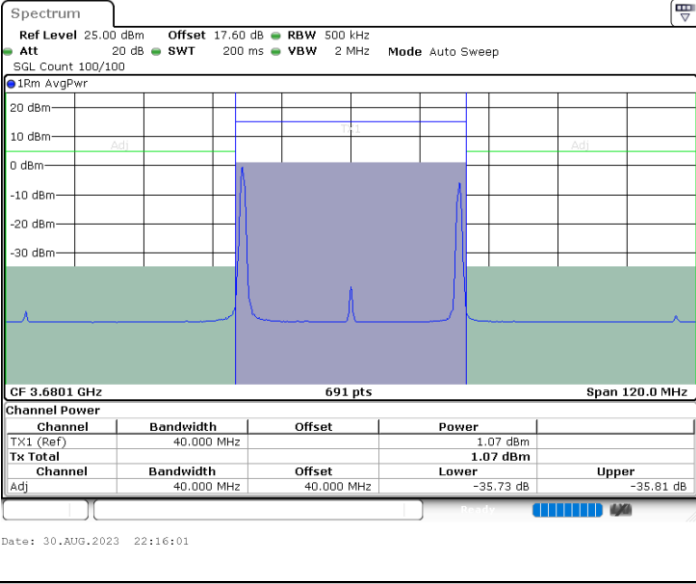 Spectrum
Ref Level 25.00 dBm Offset 17.60 dB RBW 500 kHz
Att 20 dB SWT 200 ms VBW 2 MHz Mode Auto Sweep
SGL Count 100/100
1Rm AvgPwr
20 dBm
TX1
10 dBm
Adj Adj
0 dBm
-10 dBm
-20 dBm
-30 dBm
CF 3.6801 GHz 691 pts Span 120.0 MHz
Channel Power
Channel Bandwidth Offset Power
TX1 (Ref) 40.000 MHz 1.07 dBm
Tx Total 1.07 dBm
Channel Bandwidth Offset Lower Upper
Adj 40.000 MHz 40.000 MHz -35.73 dB -35.81 dB
Ready
Date: 30.AUG.2023 22:16:01